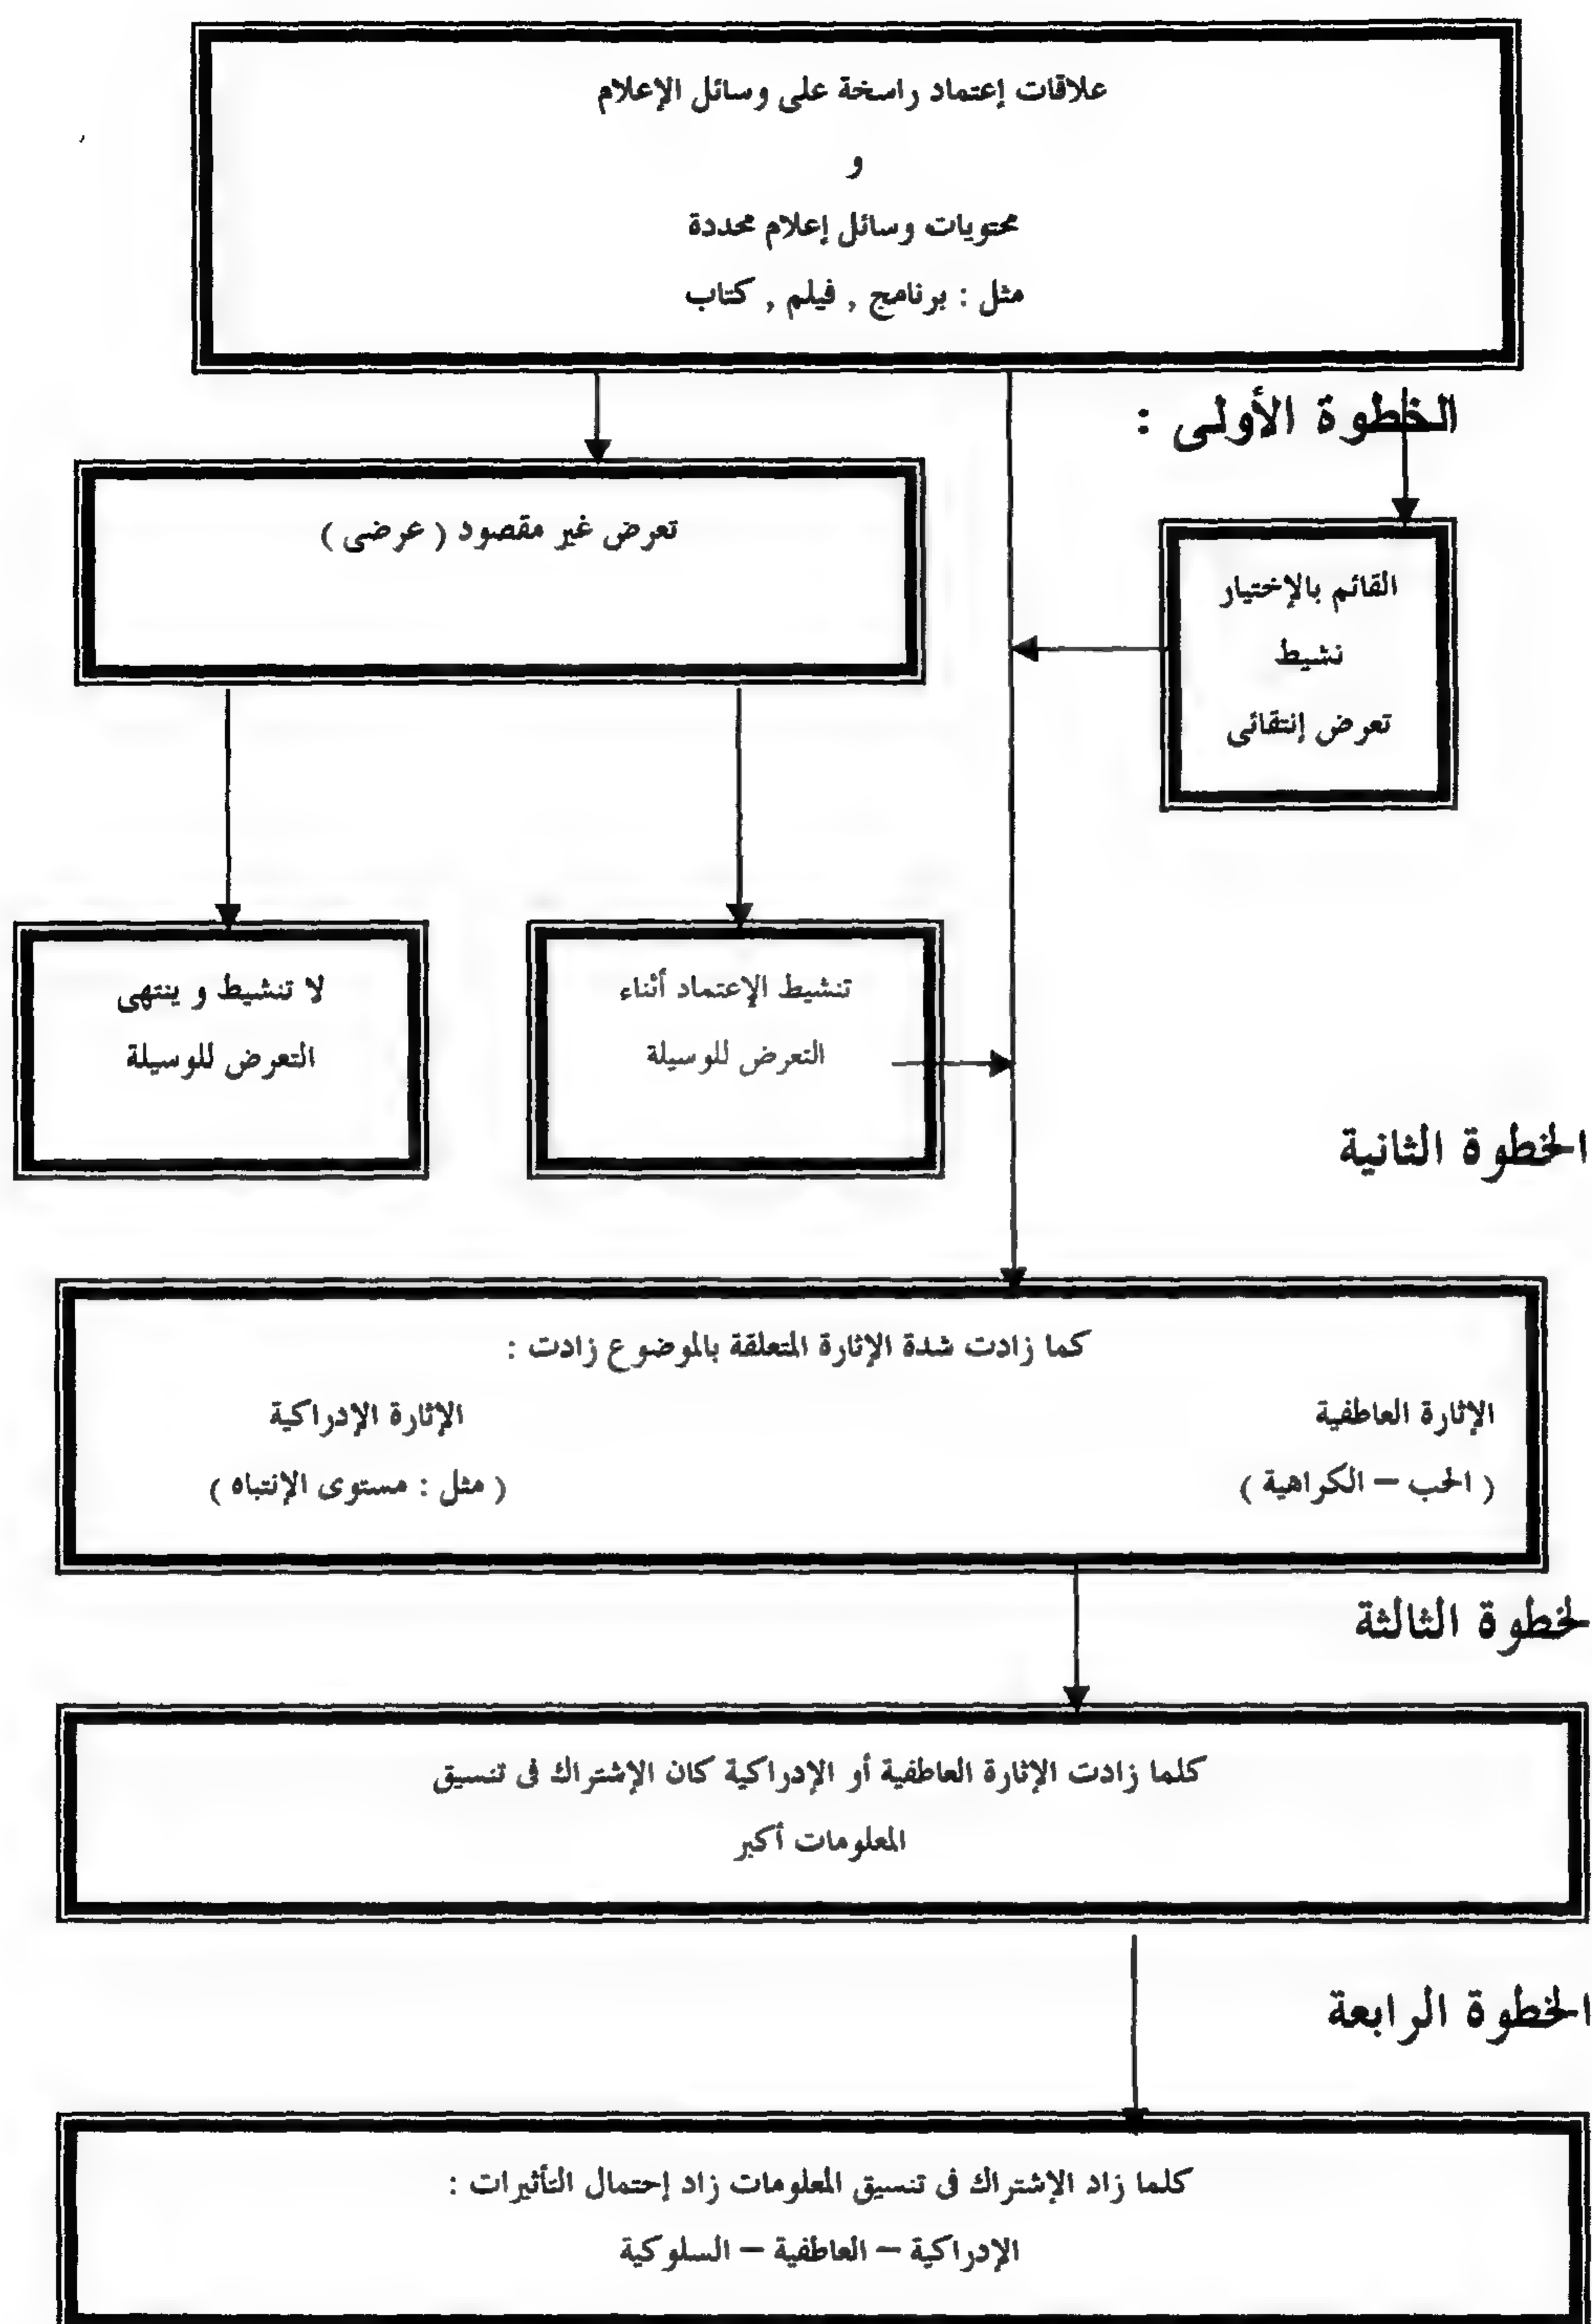 علاقات إعتماد راسخة على وسائل الإعلام
و
محتويات وسائل إعلام محددة
مثل : برنامج , فيلم , كتاب
الخطوة الأولى :
القائم بالإختيار
نشيط
تعرض إنتقائى
تعرض غير مقصود ( عرضى )
تنشيط الإعتماد أثناء
التعرض للوسيلة
لا تنشيط و ينتهى
التعرض للوسيلة
الخطوة الثانية
كما زادت شدة الإثارة المتعلقة بالموضوع زادت :
الإثارة العاطفية
( الحب – الكراهية )
الإثارة الإدراكية
( مثل : مستوى الإنتباه )
لخطوة الثالثة
كلما زادت الإثارة العاطفية أو الإدراكية كان الإشتراك فى تنسيق
المعلومات أكبر
الخطوة الرابعة
كلما زاد الإشتراك فى تنسيق المعلومات زاد إحتمال التأثيرات :
الإدراكية – العاطفية – السلوكية